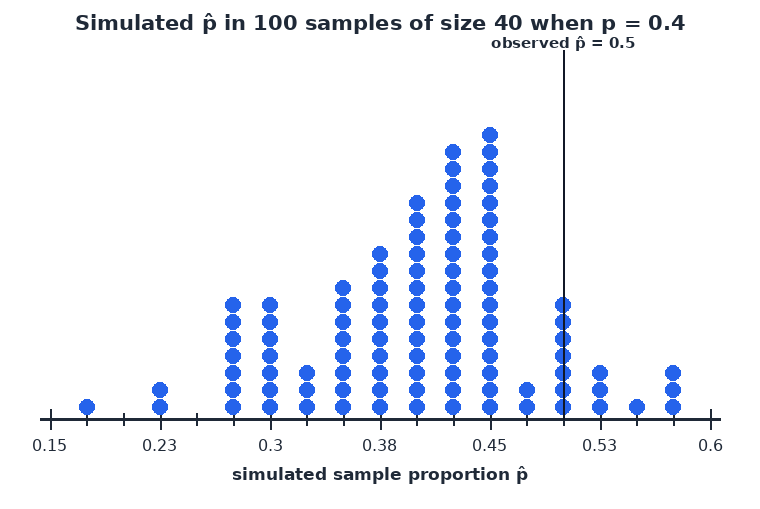 Simulated p̂ in 100 samples of size 40 when p = 0.4
observed p̂ = 0.5
0.15 0.23 0.3 0.38 0.45 0.53 0.6
simulated sample proportion p̂